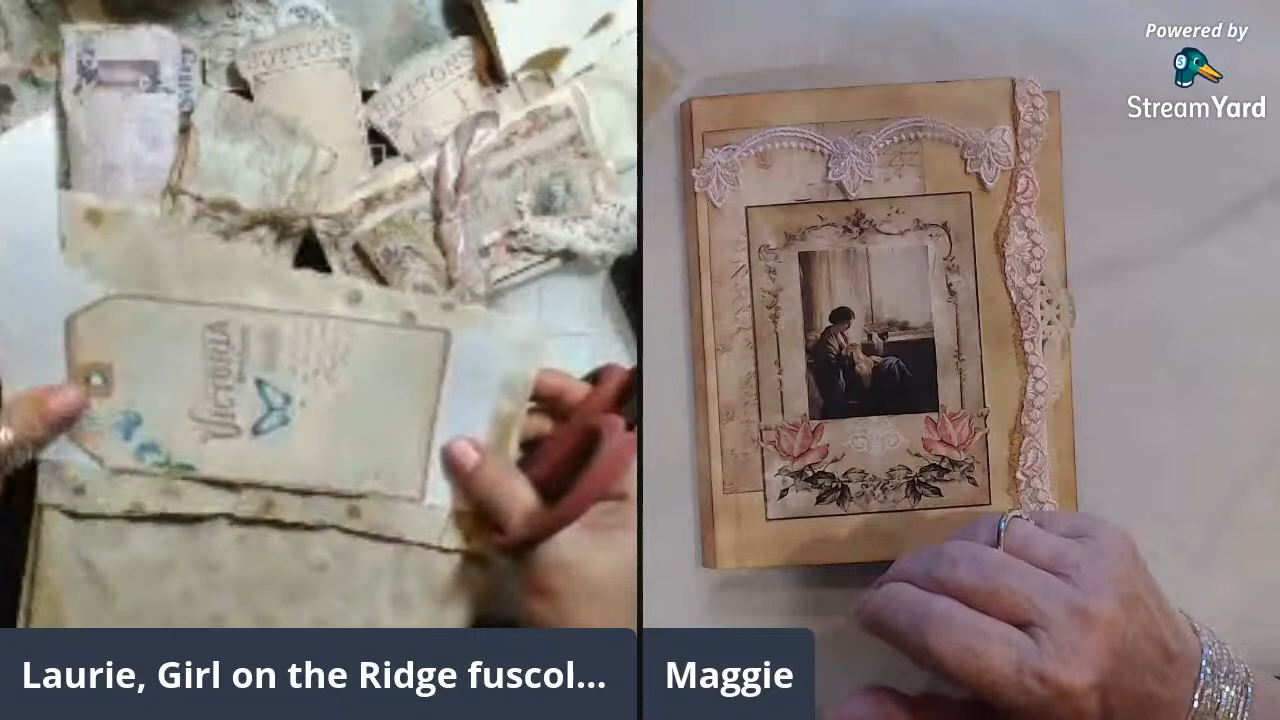 BUTTONS
BUTTONS
VICTORIA
Laurie, Girl on the Ridge fuscol...
Maggie
Powered by
StreamYard